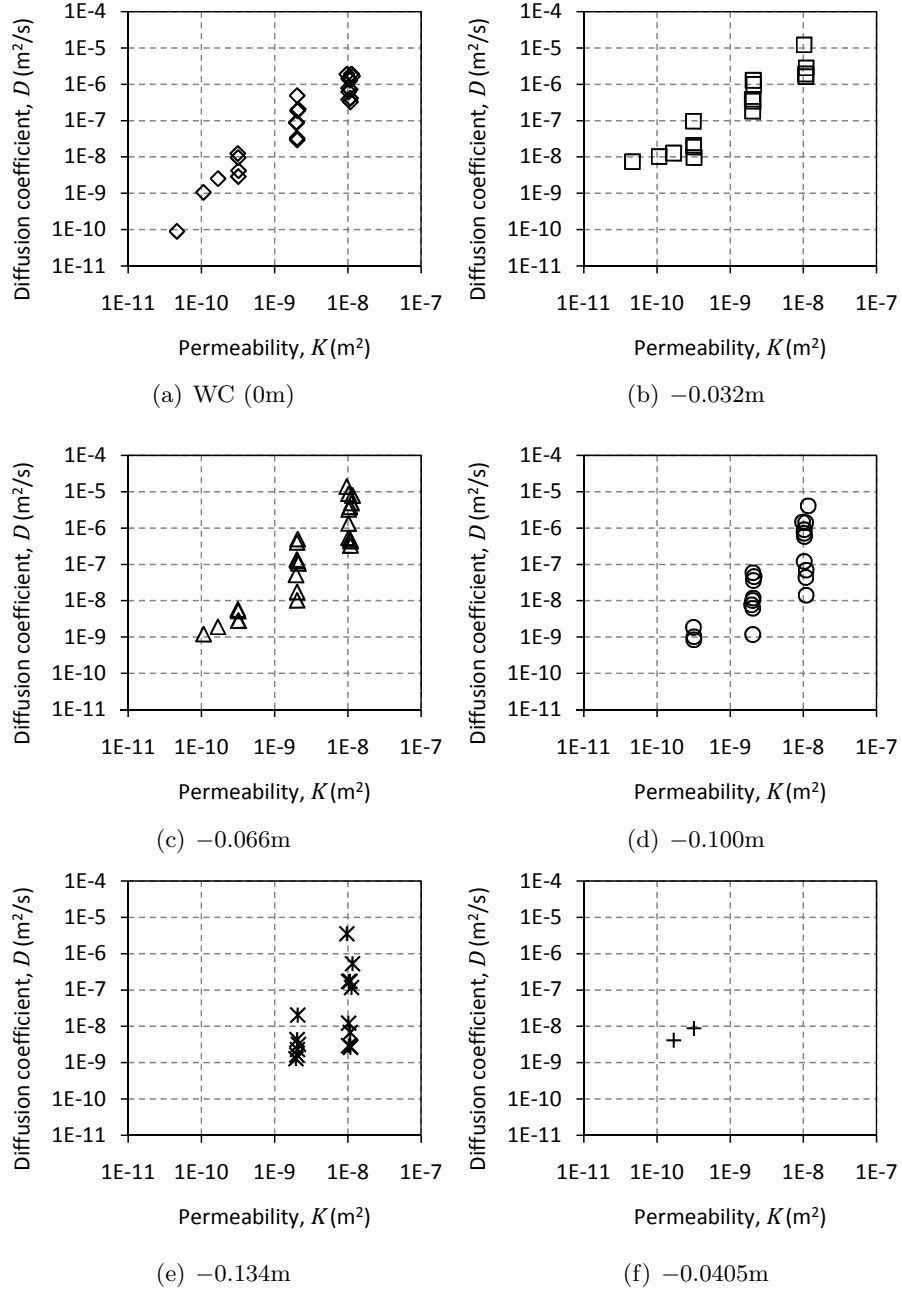 1E-4
1E-5
1E-6
1E-7
1E-8
1E-9
1E-10
1E-11
Diffusion coefficient, D (m²/s)
1E-11 1E-10 1E-9 1E-8 1E-7
Permeability, K (m²)
(a) WC (0m)
1E-4
1E-5
1E-6
1E-7
1E-8
1E-9
1E-10
1E-11
Diffusion coefficient, D (m²/s)
1E-11 1E-10 1E-9 1E-8 1E-7
Permeability, K (m²)
(b) −0.032m
1E-4
1E-5
1E-6
1E-7
1E-8
1E-9
1E-10
1E-11
Diffusion coefficient, D (m²/s)
1E-11 1E-10 1E-9 1E-8 1E-7
Permeability, K (m²)
(c) −0.066m
1E-4
1E-5
1E-6
1E-7
1E-8
1E-9
1E-10
1E-11
Diffusion coefficient, D (m²/s)
1E-11 1E-10 1E-9 1E-8 1E-7
Permeability, K (m²)
(d) −0.100m
1E-4
1E-5
1E-6
1E-7
1E-8
1E-9
1E-10
1E-11
Diffusion coefficient, D (m²/s)
1E-11 1E-10 1E-9 1E-8 1E-7
Permeability, K (m²)
(e) −0.134m
1E-4
1E-5
1E-6
1E-7
1E-8
1E-9
1E-10
1E-11
Diffusion coefficient, D (m²/s)
1E-11 1E-10 1E-9 1E-8 1E-7
Permeability, K (m²)
(f) −0.0405m